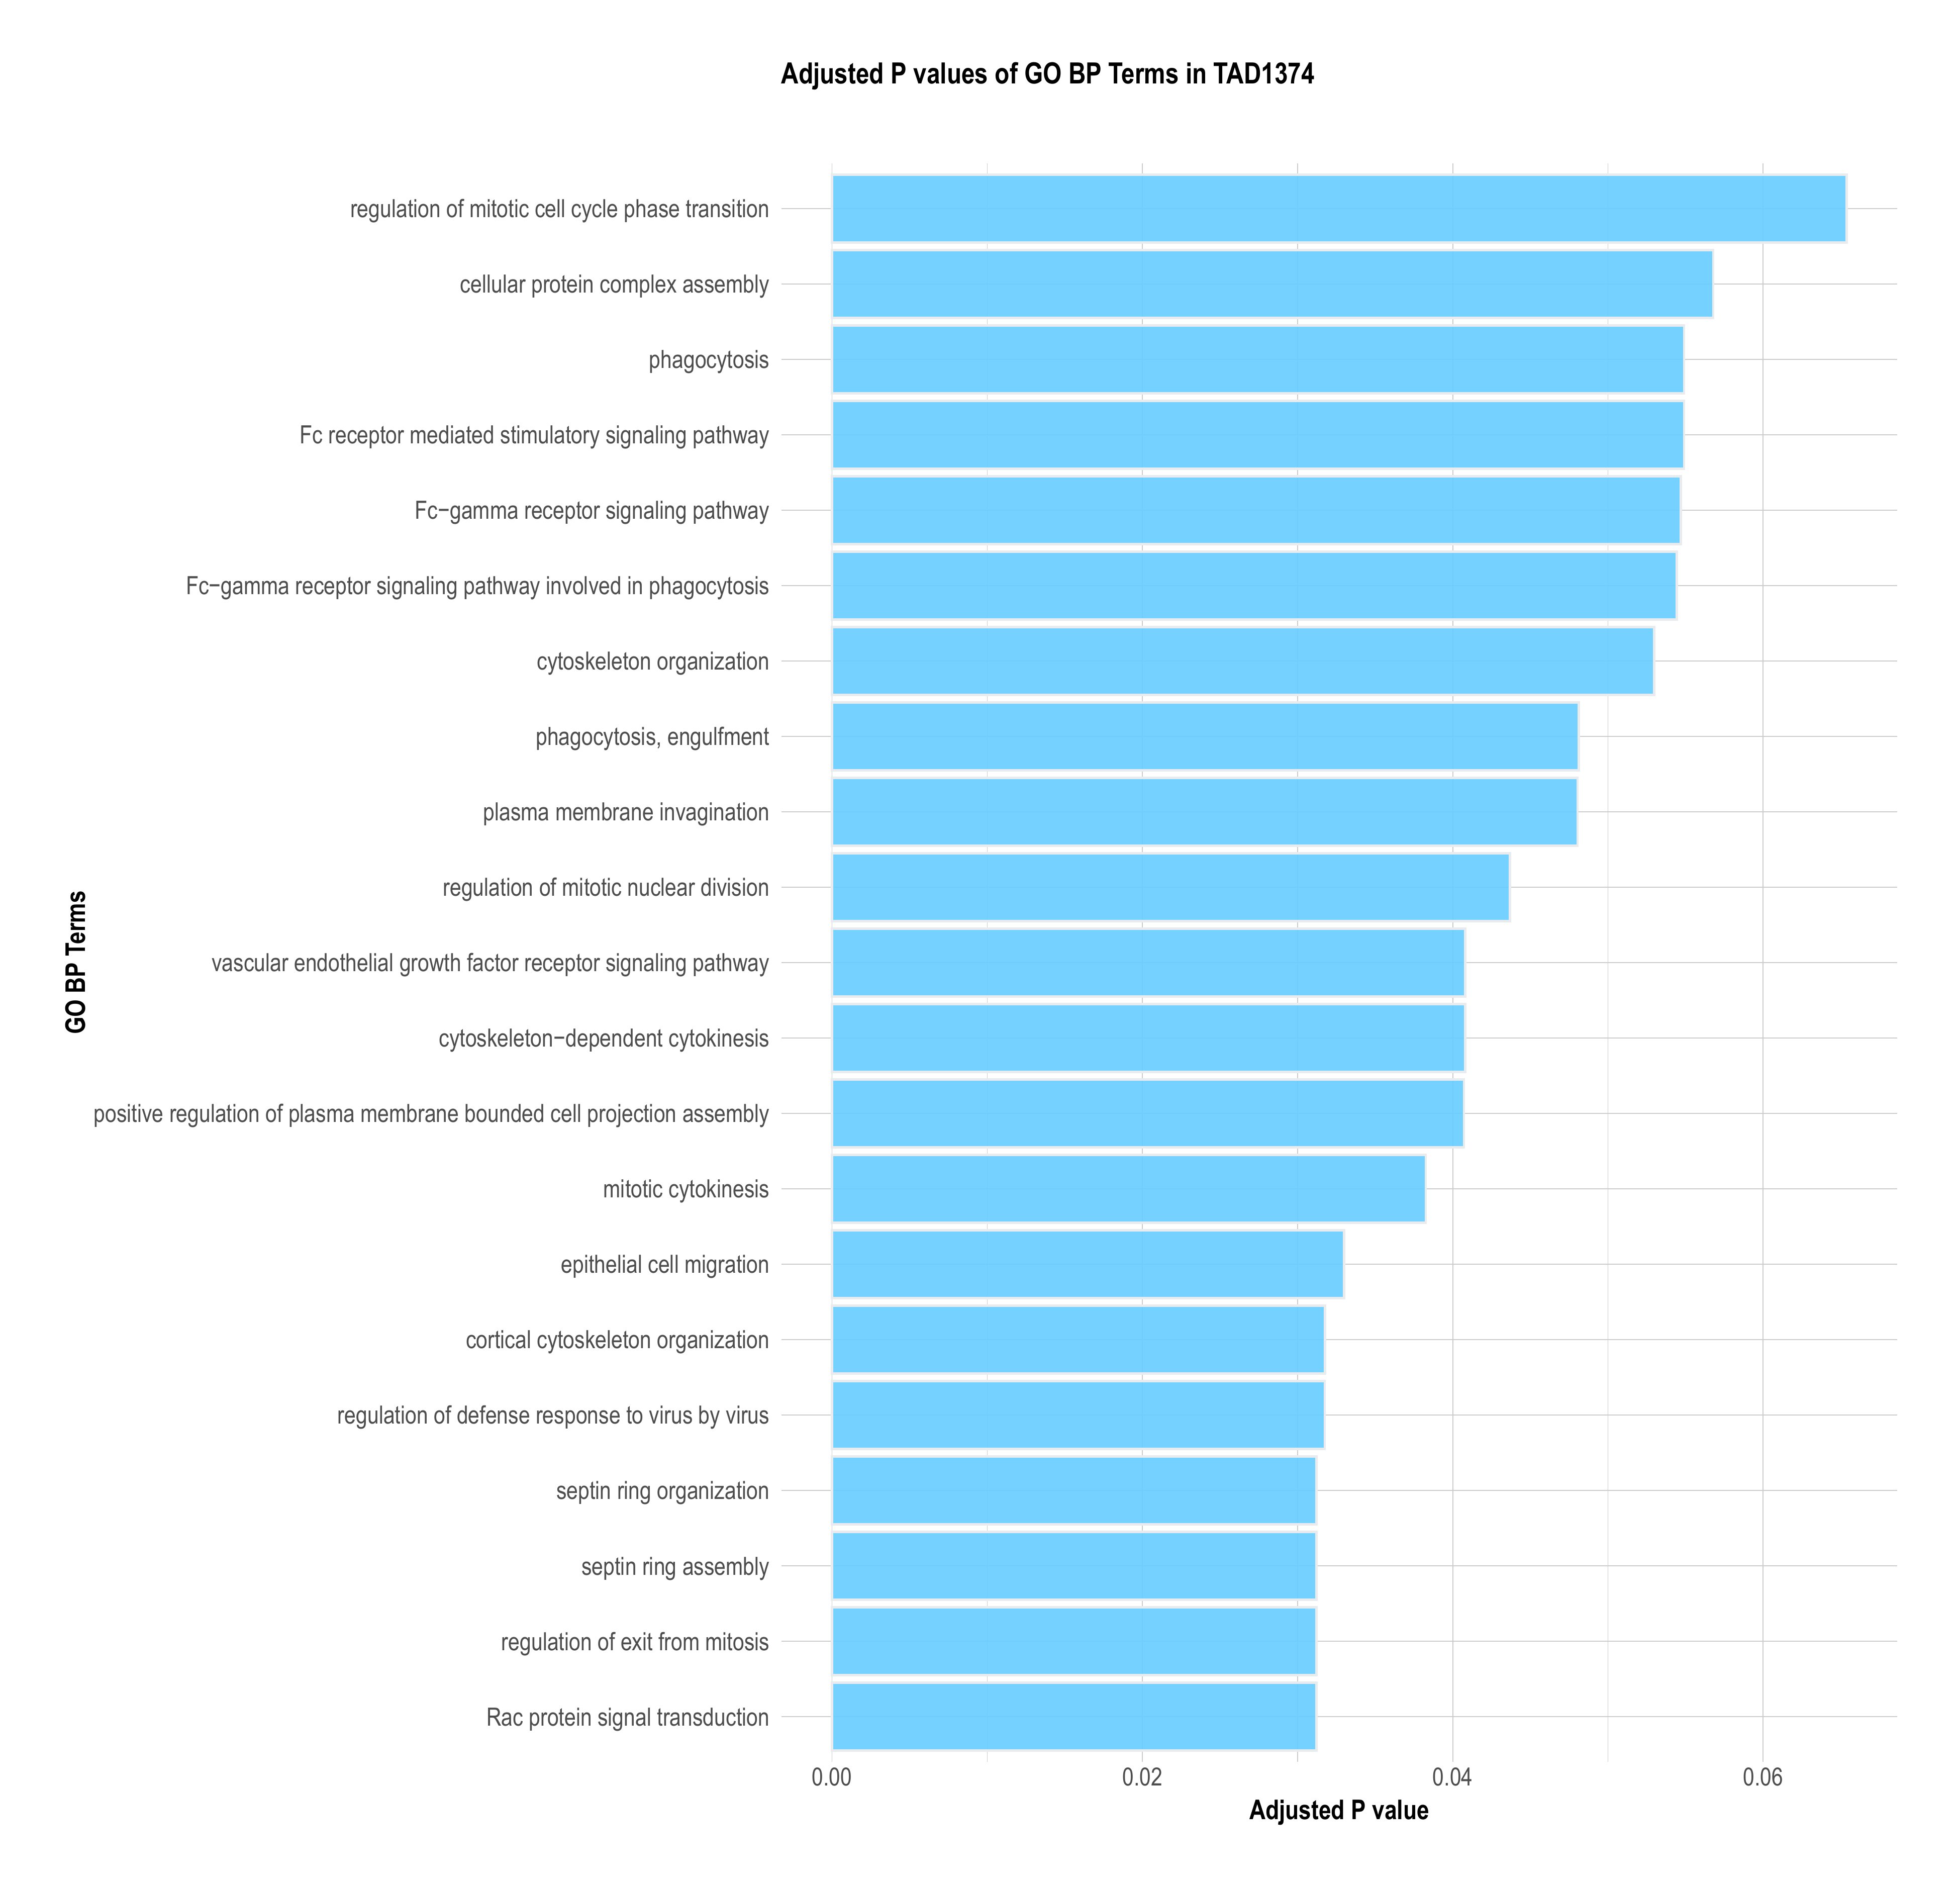 Adjusted P values of GO BP Terms in TAD1374
regulation of mitotic cell cycle phase transition
cellular protein complex assembly
phagocytosis
Fc receptor mediated stimulatory signaling pathway
Fc−gamma receptor signaling pathway
Fc−gamma receptor signaling pathway involved in phagocytosis
cytoskeleton organization
phagocytosis, engulfment
plasma membrane invagination
regulation of mitotic nuclear division
vascular endothelial growth factor receptor signaling pathway
cytoskeleton−dependent cytokinesis
positive regulation of plasma membrane bounded cell projection assembly
mitotic cytokinesis
epithelial cell migration
cortical cytoskeleton organization
regulation of defense response to virus by virus
septin ring organization
septin ring assembly
regulation of exit from mitosis
Rac protein signal transduction
GO BP Terms
0.00 0.02 0.04 0.06
Adjusted P value